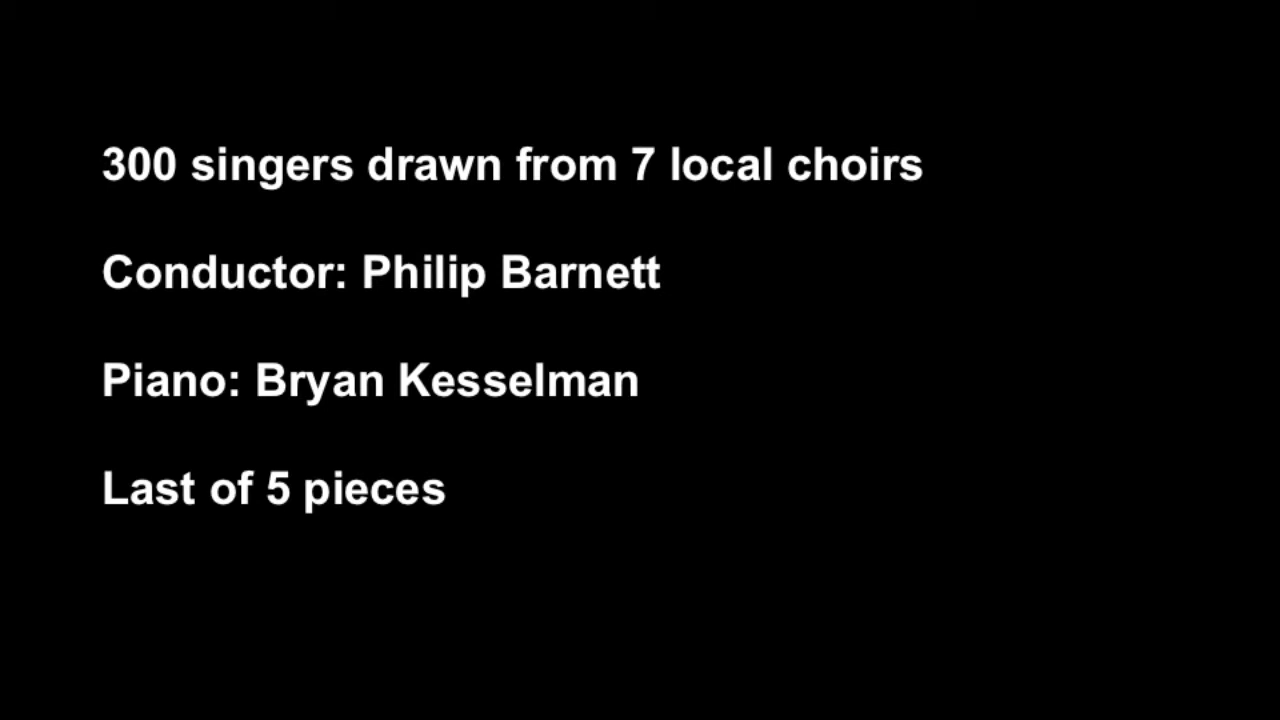 300 singers drawn from 7 local choirs
Conductor: Philip Barnett
Piano: Bryan Kesselman
Last of 5 pieces